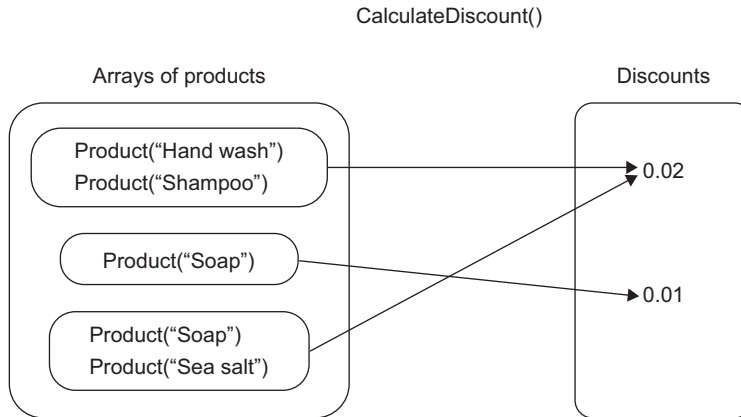 CalculateDiscount()
Arrays of products
Discounts
Product(“Hand wash”)
Product(“Shampoo”)
0.02
Product(“Soap”)
0.01
Product(“Soap”)
Product(“Sea salt”)